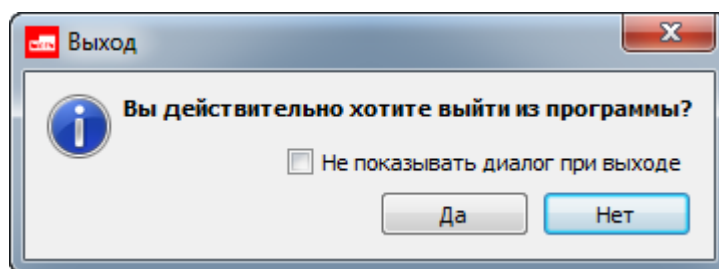 Выход
Вы действительно хотите выйти из программы?
Не показывать диалог при выходе
Да Нет